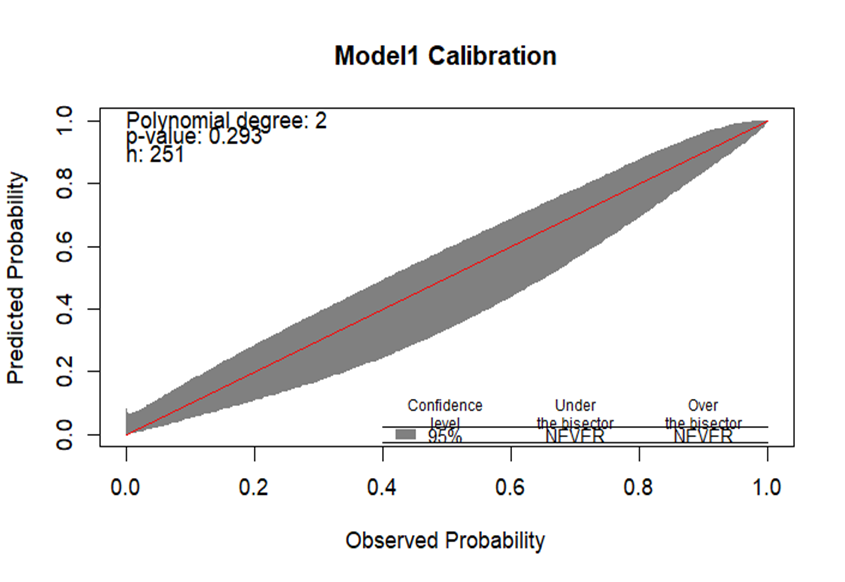 Model1 Calibration
Polynomial degree: 2
p-value: 0.293
n: 251
Predicted Probability
0.0 0.2 0.4 0.6 0.8 1.0
Confidence level Under the bisector Over the bisector
95% NEVER NEVER
0.0 0.2 0.4 0.6 0.8 1.0
Observed Probability